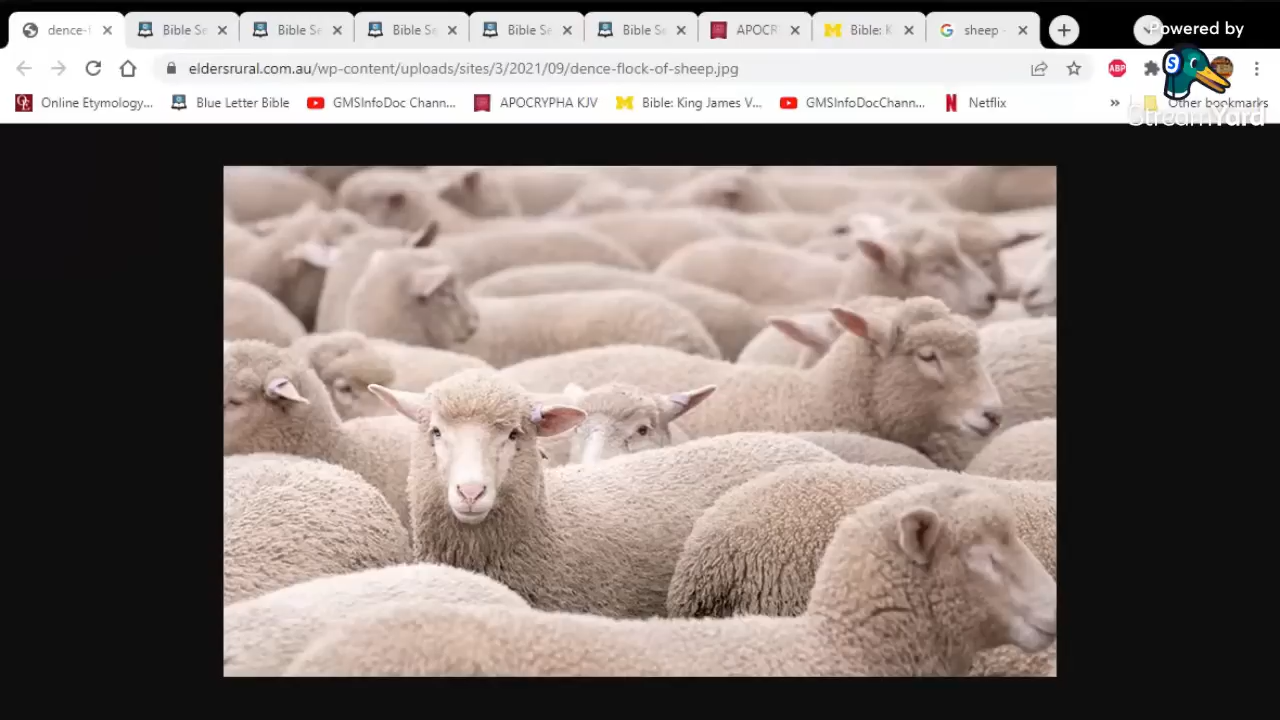 dence-f
Bible Se
Bible Se
Bible Se
Bible Se
Bible Se
APOCR
Bible: K
sheep -
Powered by
eldersrural.com.au/wp-content/uploads/sites/3/2021/09/dence-flock-of-sheep.jpg
ABP
S
Online Etymology...
Blue Letter Bible
GMSInfoDoc Chann...
APOCRYPHA KJV
Bible: King James V...
GMSInfoDocChann...
Netflix
»
Other bookmarks
StreamYard